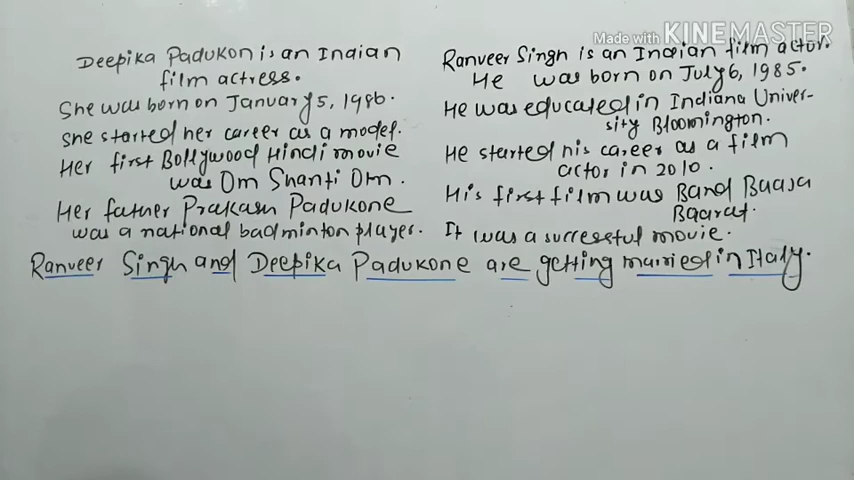 Made with KINEMASTER
Deepika Padukon is an Indian
film actress.
She was born on January 5, 1986.
She started her career as a model.
Her first Bollywood Hindi movie
was Om Shanti Om.
Her father Prakash Padukone
was a national badminton player.
Ranveer Singh is an Indian film actor.
He was born on July 6, 1985.
He was educated in Indiana Univer-
sity Bloomington.
He started his career as a film
actor in 2010.
His first film was Band Baaja
Baarat.
It was a successful movie.
Ranveer Singh and Deepika Padukone are getting married in Italy.